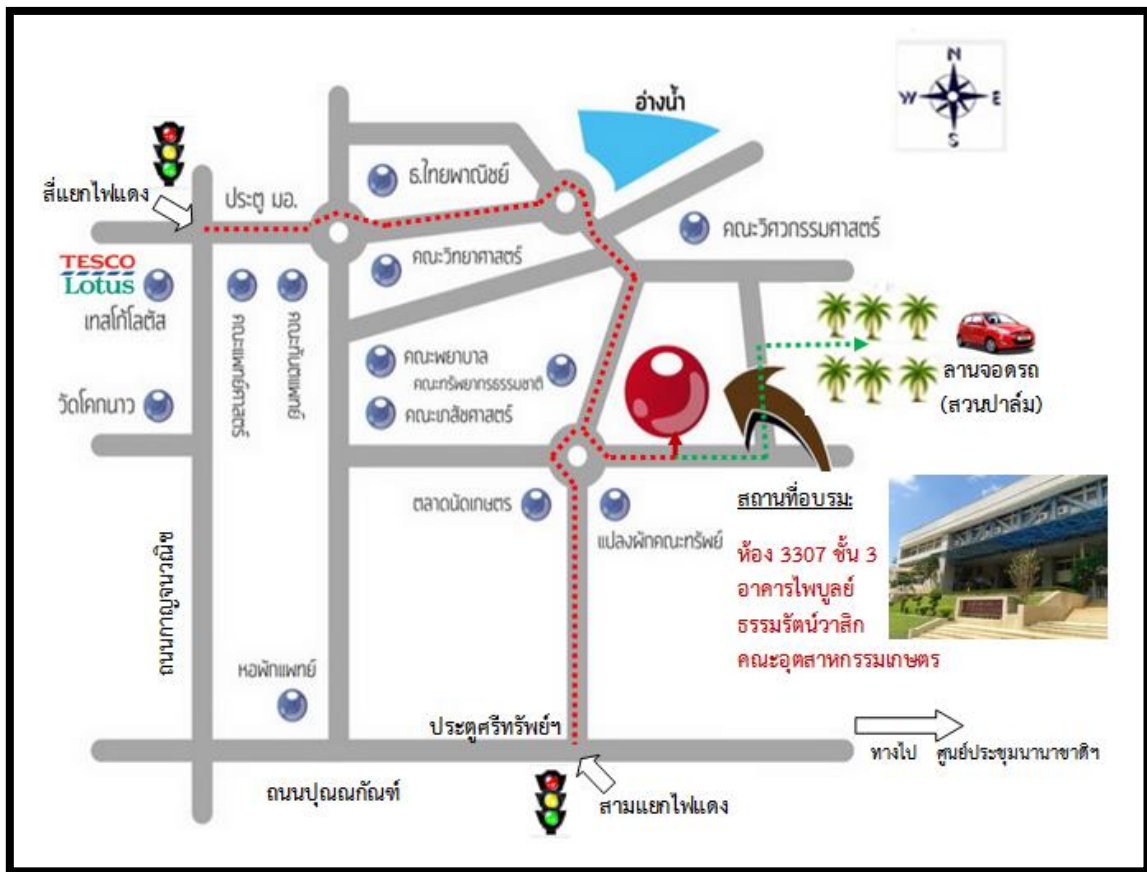 N
W E
S
อ่างน้ำ
ธ.ไทยพาณิชย์
สี่แยกไฟแดง
ประตู มอ.
คณะวิศวกรรมศาสตร์
คณะวิทยาศาสตร์
TESCO
Lotus
เทสโก้โลตัส
คณะแพทย์ศาสตร์
คณะทันตแพทย์
คณะพยาบาล
คณะทรัพยากรธรรมชาติ
คณะเภสัชศาสตร์
วัดโคกนาว
ลานจอดรถ
(สวนปาล์ม)
ตลาดนัดเกษตร
แปลงผักคณะทรัพย์
สถานที่อบรม:
ห้อง 3307 ชั้น 3
อาคารไพบูลย์
ธรรมรัตน์วาสิก
คณะอุตสาหกรรมเกษตร
ถนนกาญจนวณิช
หอพักแพทย์
ประตูศรีทรัพย์ฯ
ทางไป ศูนย์ประชุมนานาชาติฯ
ถนนปุณณกัณฑ์
สามแยกไฟแดง